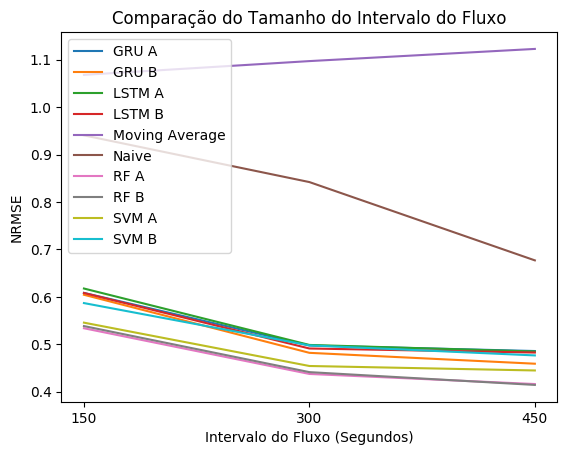 Comparação do Tamanho do Intervalo do Fluxo
GRU A
GRU B
LSTM A
LSTM B
Moving Average
Naive
RF A
RF B
SVM A
SVM B
1.1
1.0
0.9
0.8
0.7
0.6
0.5
0.4
NRMSE
150
300
450
Intervalo do Fluxo (Segundos)